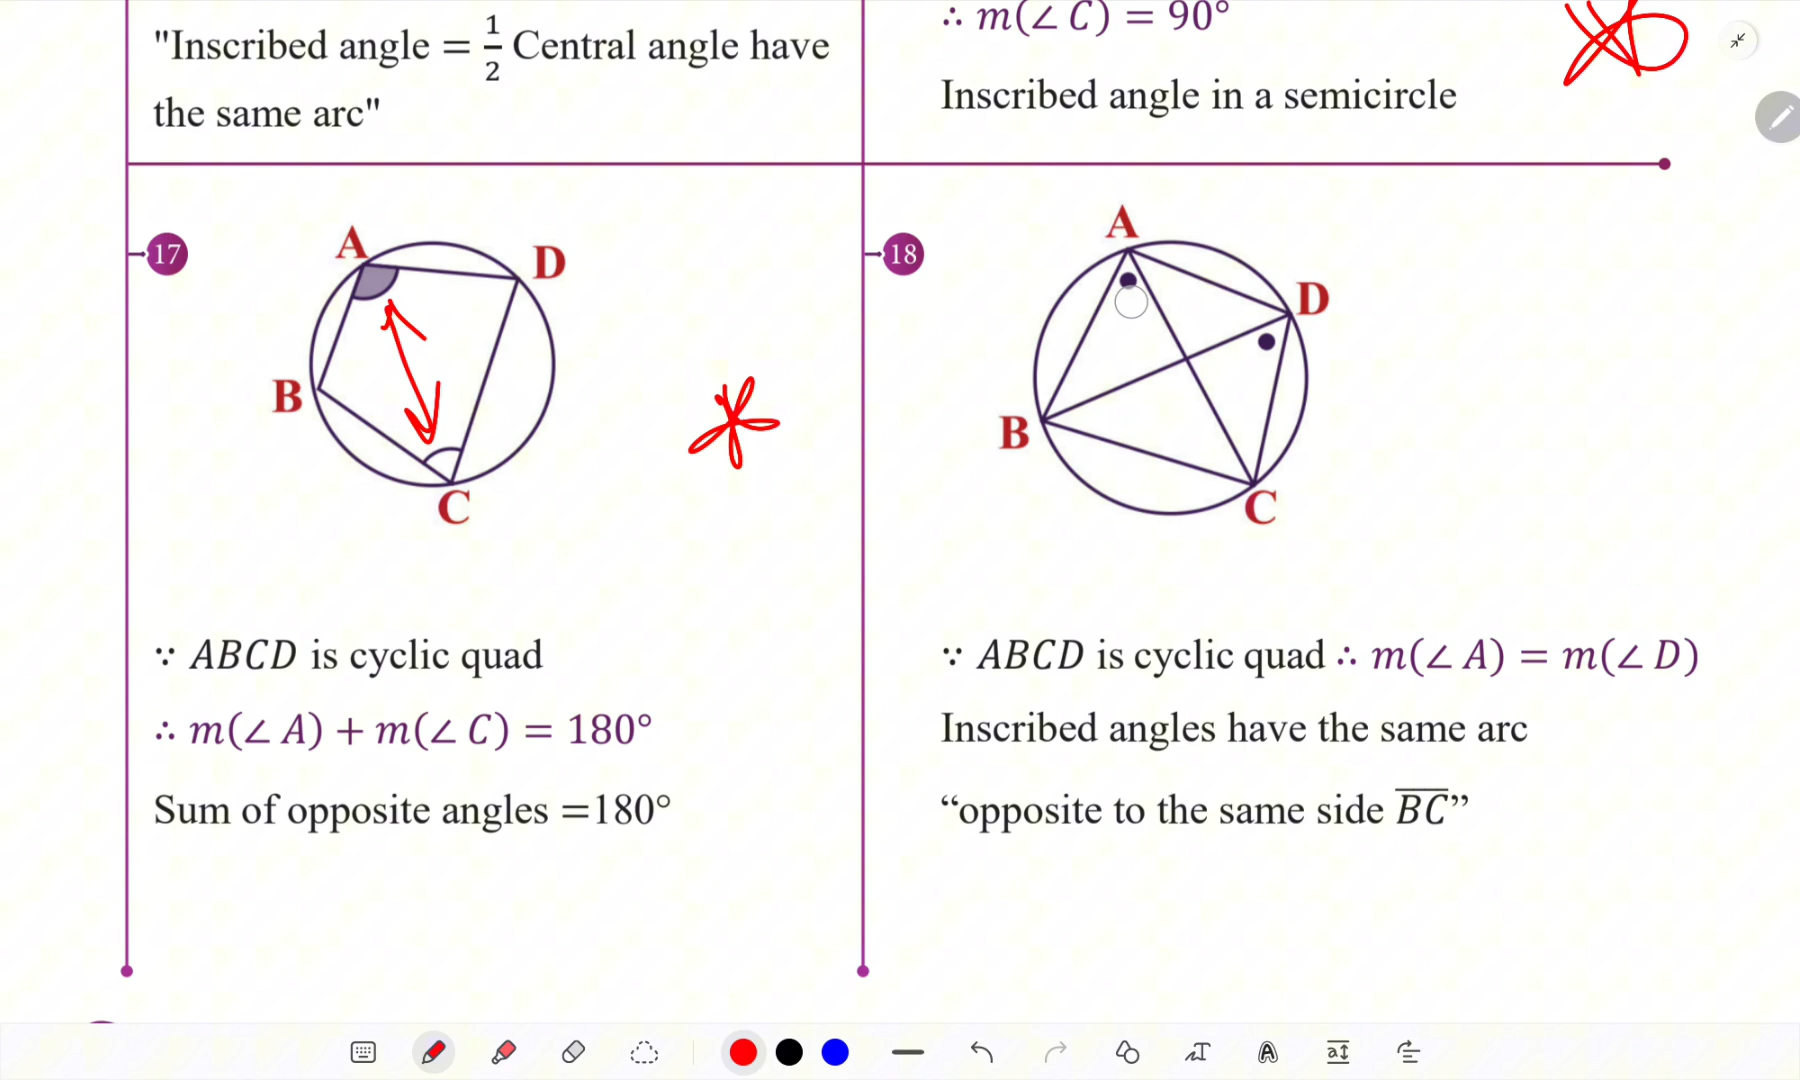 "Inscribed angle = 1/2 Central angle have
the same arc"
∴ m(∠ C) = 90°
Inscribed angle in a semicircle
17
A
D
B
C
∵ ABCD is cyclic quad
∴ m(∠ A) + m(∠ C) = 180°
Sum of opposite angles =180°
18
A
D
B
C
∵ ABCD is cyclic quad ∴ m(∠ A) = m(∠ D)
Inscribed angles have the same arc
“opposite to the same side B̅C̅”